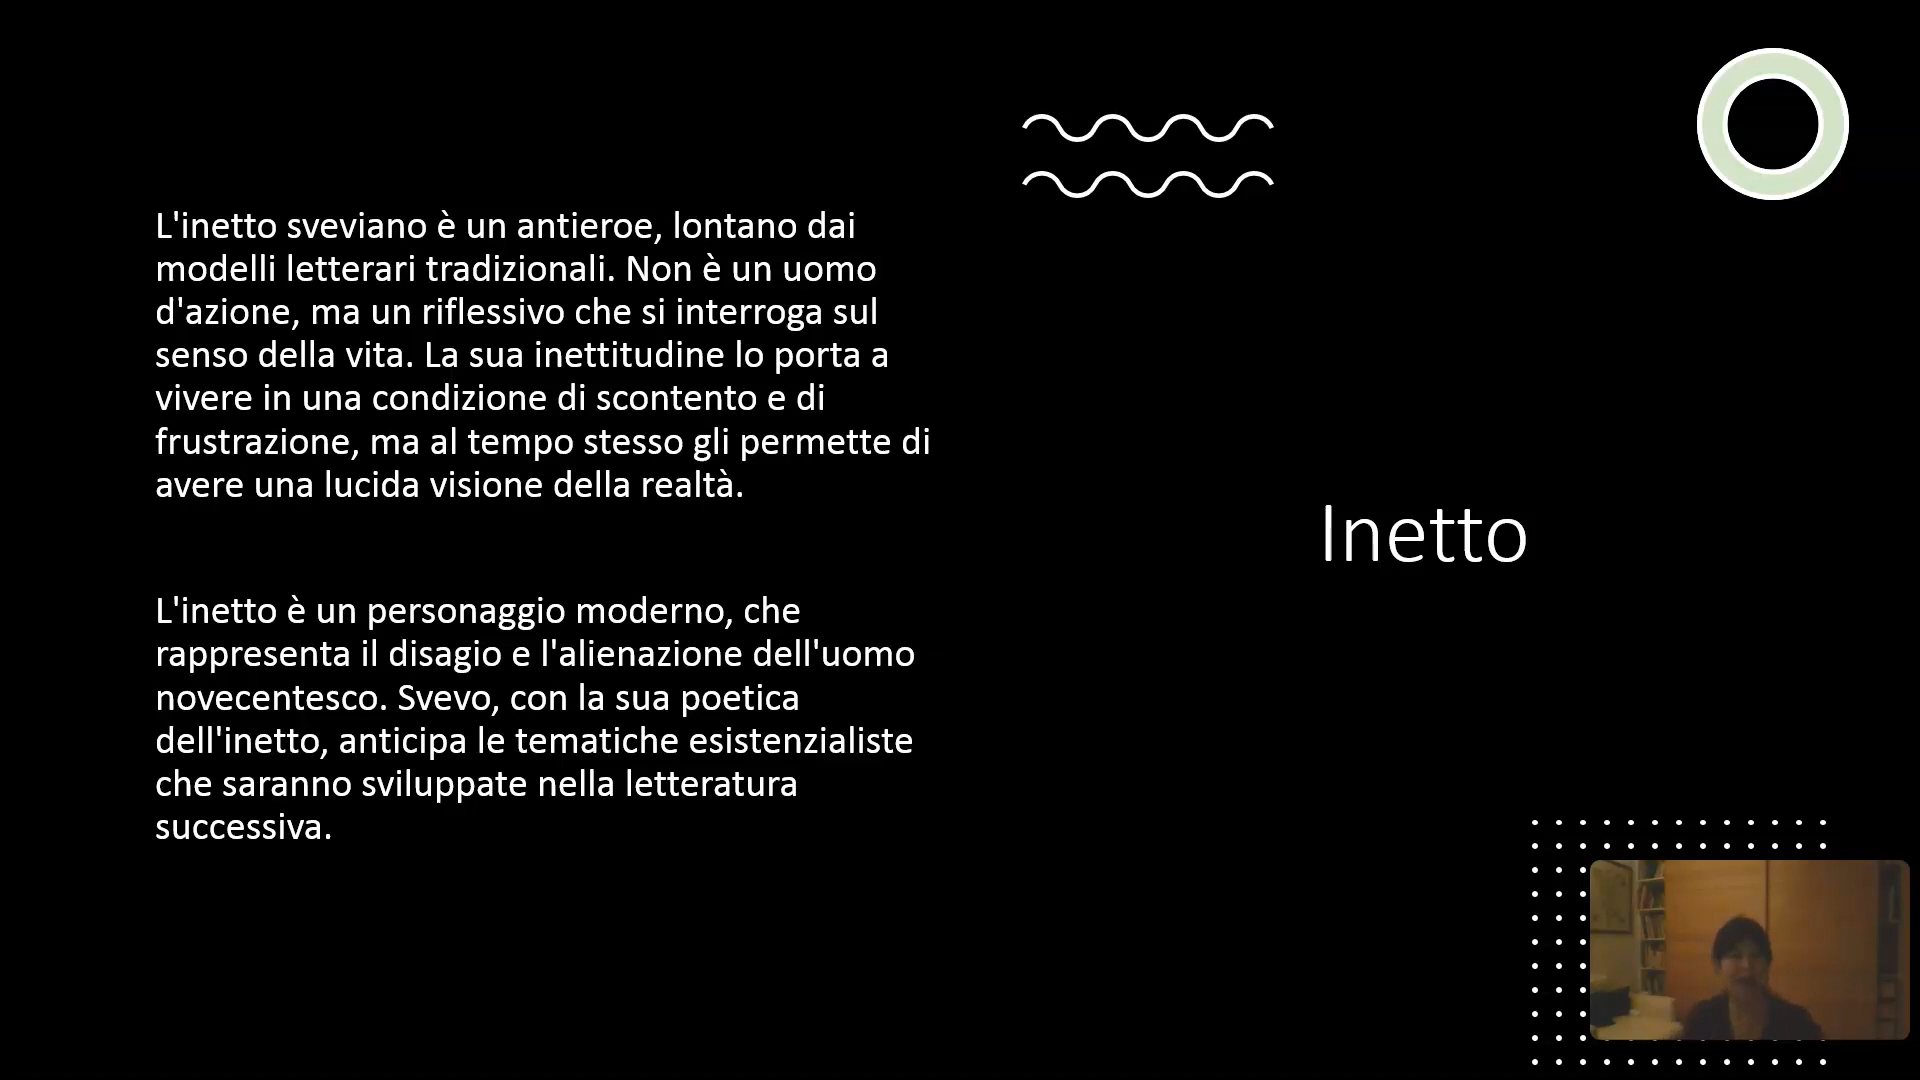 L'inetto sveviano è un antieroe, lontano dai
modelli letterari tradizionali. Non è un uomo
d'azione, ma un riflessivo che si interroga sul
senso della vita. La sua inettitudine lo porta a
vivere in una condizione di scontento e di
frustrazione, ma al tempo stesso gli permette di
avere una lucida visione della realtà.
L'inetto è un personaggio moderno, che
rappresenta il disagio e l'alienazione dell'uomo
novecentesco. Svevo, con la sua poetica
dell'inetto, anticipa le tematiche esistenzialiste
che saranno sviluppate nella letteratura
successiva.
Inetto